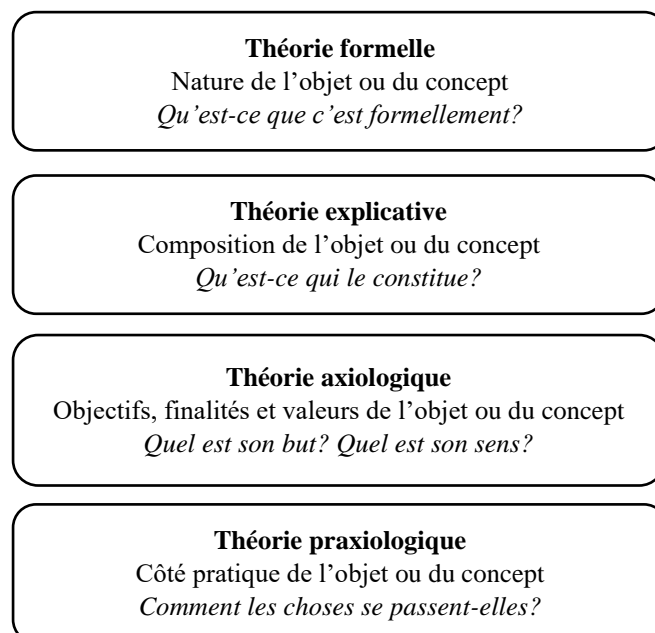 Théorie formelle
Nature de l’objet ou du concept
Qu’est-ce que c’est formellement?
Théorie explicative
Composition de l’objet ou du concept
Qu’est-ce qui le constitue?
Théorie axiologique
Objectifs, finalités et valeurs de l’objet ou du concept
Quel est son but? Quel est son sens?
Théorie praxiologique
Côté pratique de l’objet ou du concept
Comment les choses se passent-elles?